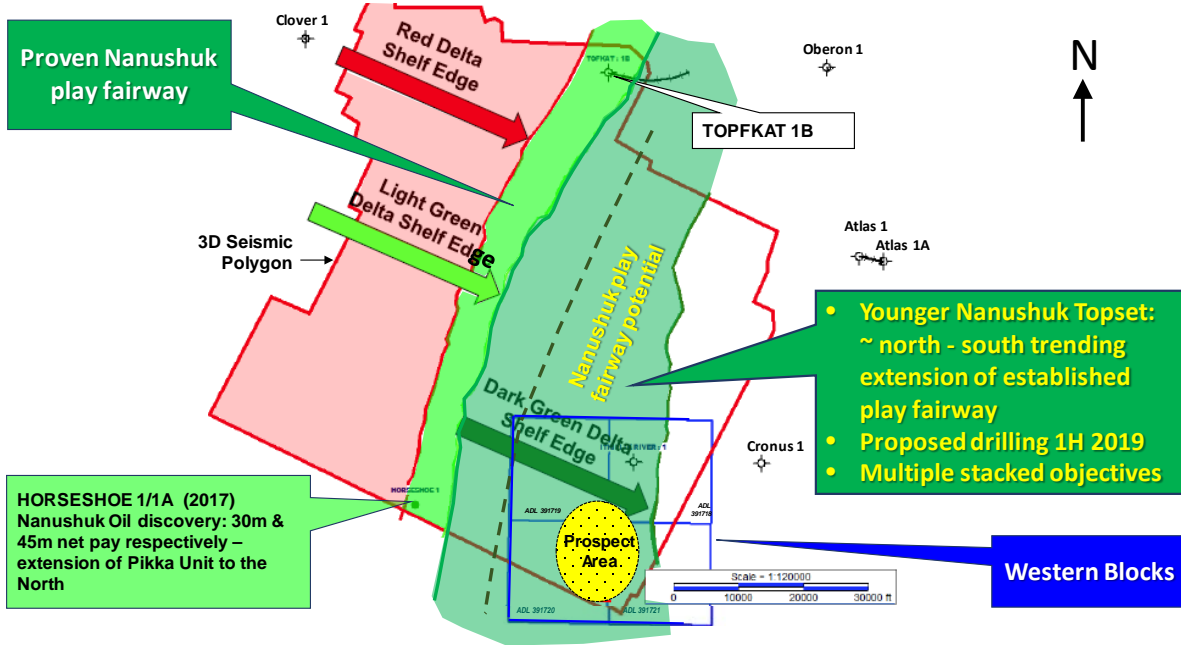 Clover 1
Red Delta
Shelf Edge
Proven Nanushuk
play fairway
TOFKAT : 1B
Oberon 1
N
TOPFKAT 1B
Light Green
Delta Shelf Edge
3D Seismic
Polygon
Atlas 1
Atlas 1A
Nanushuk play
fairway potential
• Younger Nanushuk Topset:
~ north - south trending
extension of established
play fairway
• Proposed drilling 1H 2019
• Multiple stacked objectives
Dark Green Delta
Shelf Edge
Cronus 1
HORSESHOE 1
HORSESHOE 1/1A (2017)
Nanushuk Oil discovery: 30m &
45m net pay respectively –
extension of Pikka Unit to the
North
ADL 391719
ADL
391718
Prospect
Area
Western Blocks
Scale = 1:120000
0 10000 20000 30000 ft
ADL 391720
ADL 391721